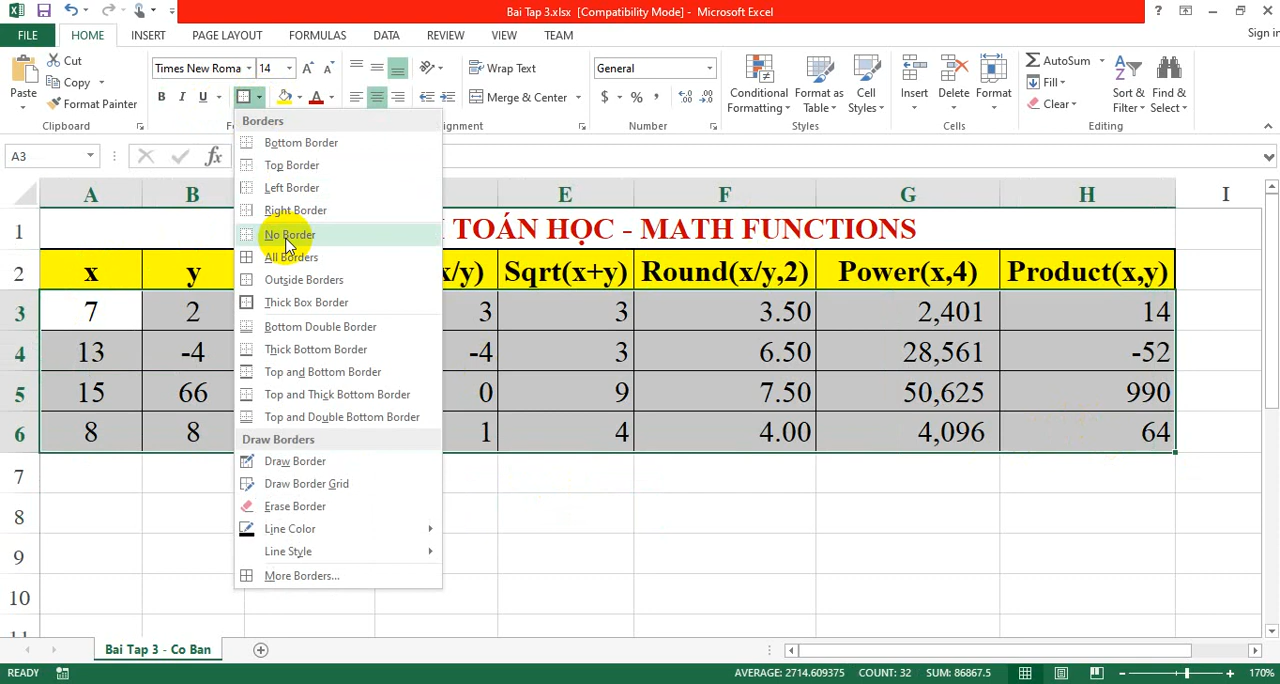 Bai Tap 3.xlsx [Compatibility Mode] - Microsoft Excel
?
FILE HOME INSERT PAGE LAYOUT FORMULAS DATA REVIEW VIEW TEAM Sign in
Paste
Cut
Copy
Format Painter
Clipboard
Times New Roma 14
B I U
Wrap Text
Merge & Center
lignment
General
$ % ,
Number
Conditional Formatting
Format as Table
Cell Styles
Styles
Insert Delete Format
Cells
AutoSum
Fill
Clear
Sort & Filter
Find & Select
Editing
A3 fx
Borders
Bottom Border
Top Border
Left Border
Right Border
No Border
All Borders
Outside Borders
Thick Box Border
Bottom Double Border
Thick Bottom Border
Top and Bottom Border
Top and Thick Bottom Border
Top and Double Bottom Border
Draw Borders
Draw Border
Draw Border Grid
Erase Border
Line Color
Line Style
More Borders...
A B E F G H I
1 TOÁN HỌC - MATH FUNCTIONS
2 x y x/y) Sqrt(x+y) Round(x/y,2) Power(x,4) Product(x,y)
3 7 2 3 3 3.50 2,401 14
4 13 -4 -4 3 6.50 28,561 -52
5 15 66 0 9 7.50 50,625 990
6 8 8 1 4 4.00 4,096 64
7
8
9
10
Bai Tap 3 - Co Ban
READY AVERAGE: 2714.609375 COUNT: 32 SUM: 86867.5 170%